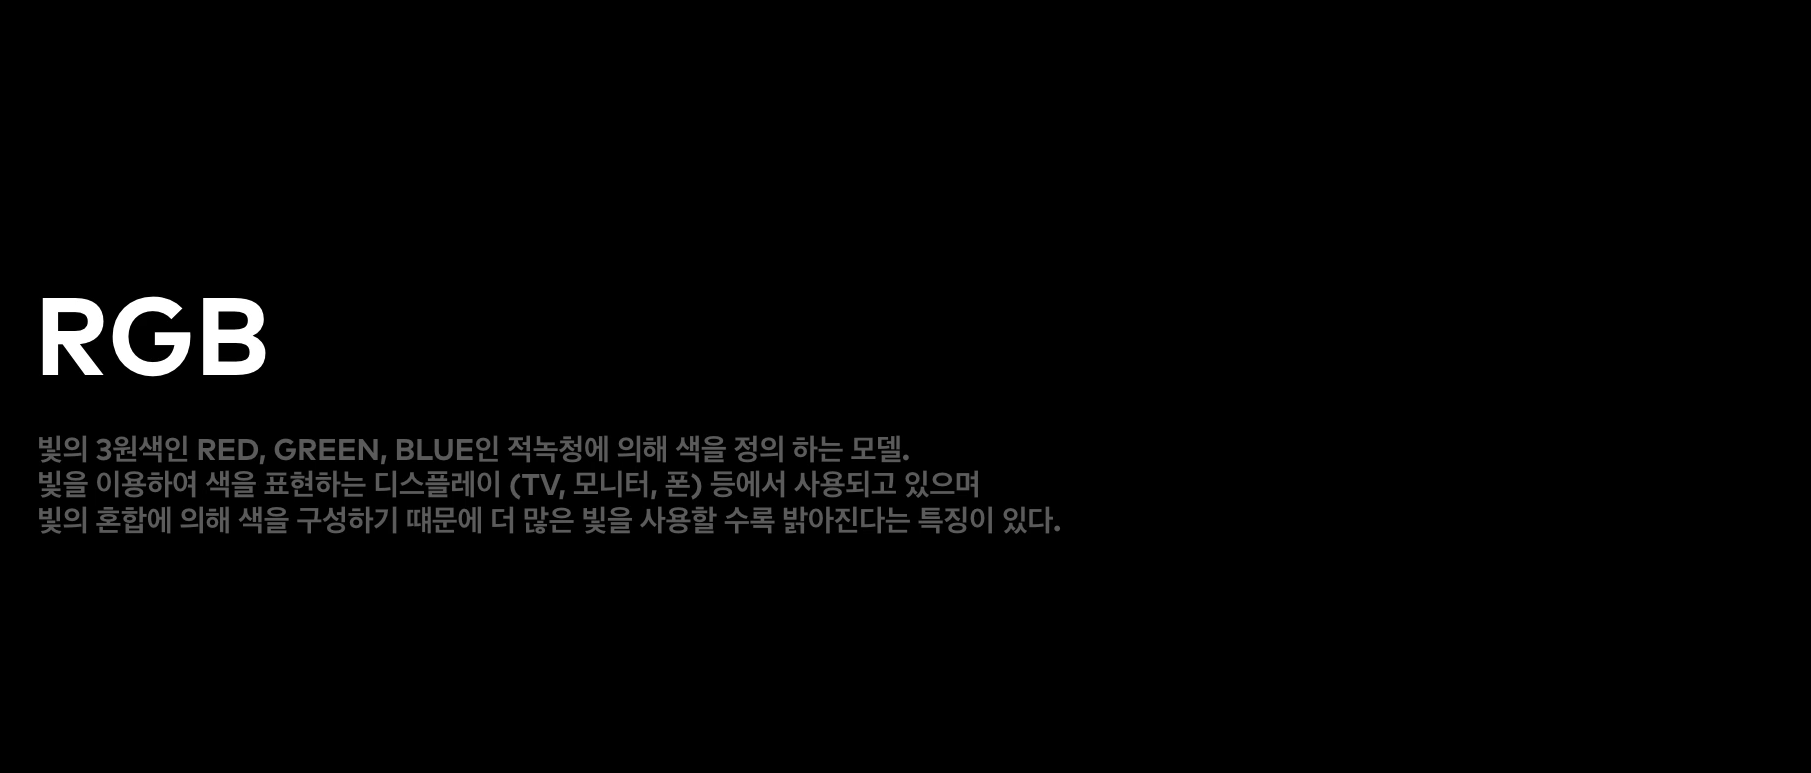 RGB
빛의 3원색인 RED, GREEN, BLUE인 적녹청에 의해 색을 정의 하는 모델.
빛을 이용하여 색을 표현하는 디스플레이 (TV, 모니터, 폰) 등에서 사용되고 있으며
빛의 혼합에 의해 색을 구성하기 떄문에 더 많은 빛을 사용할 수록 밝아진다는 특징이 있다.